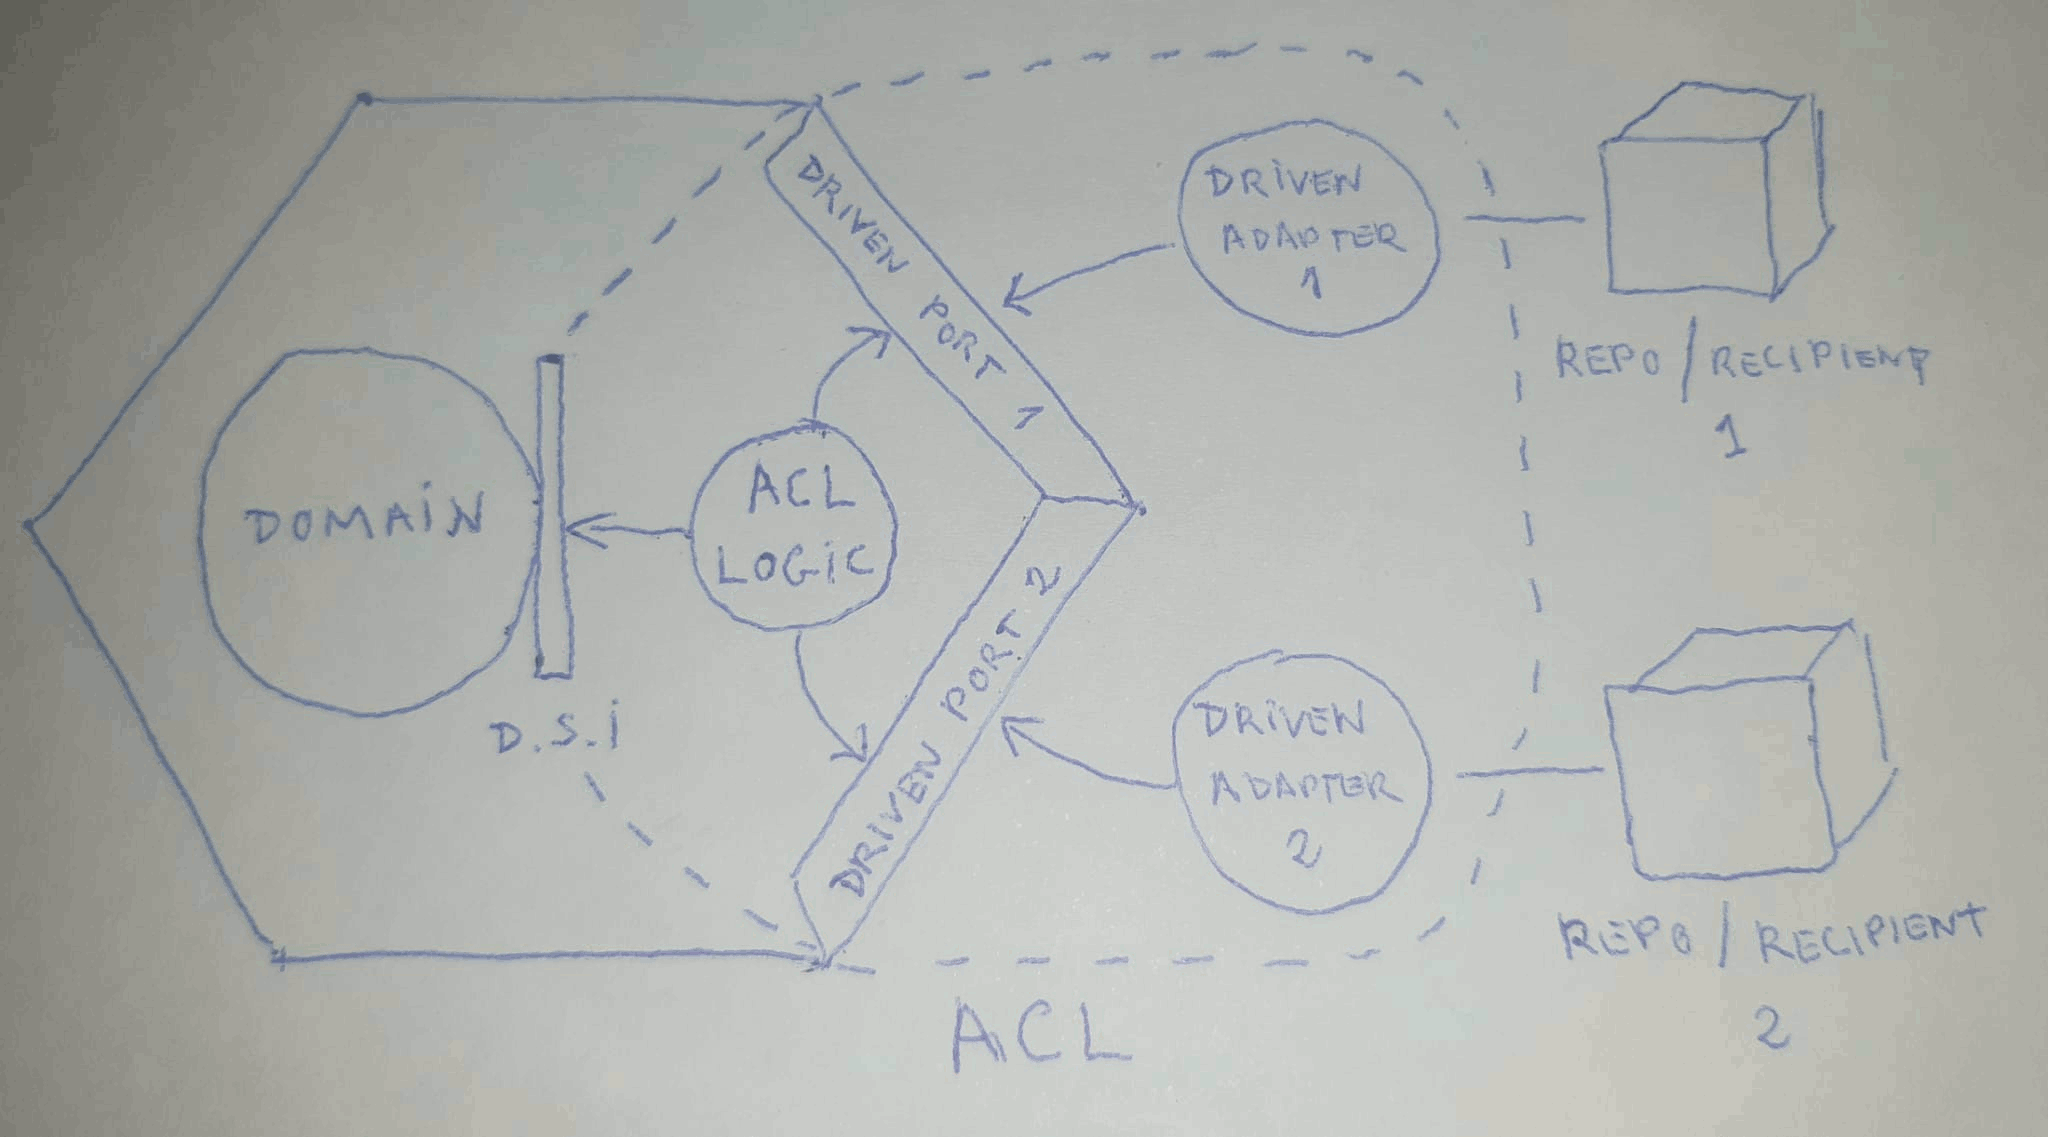 DOMAIN
D.S.I
ACL
LOGIC
DRIVEN PORT 1
DRIVEN PORT 2
DRIVEN
ADAPTER
1
REPO / RECIPIENT
1
DRIVEN
ADAPTER
2
REPO / RECIPIENT
2
ACL